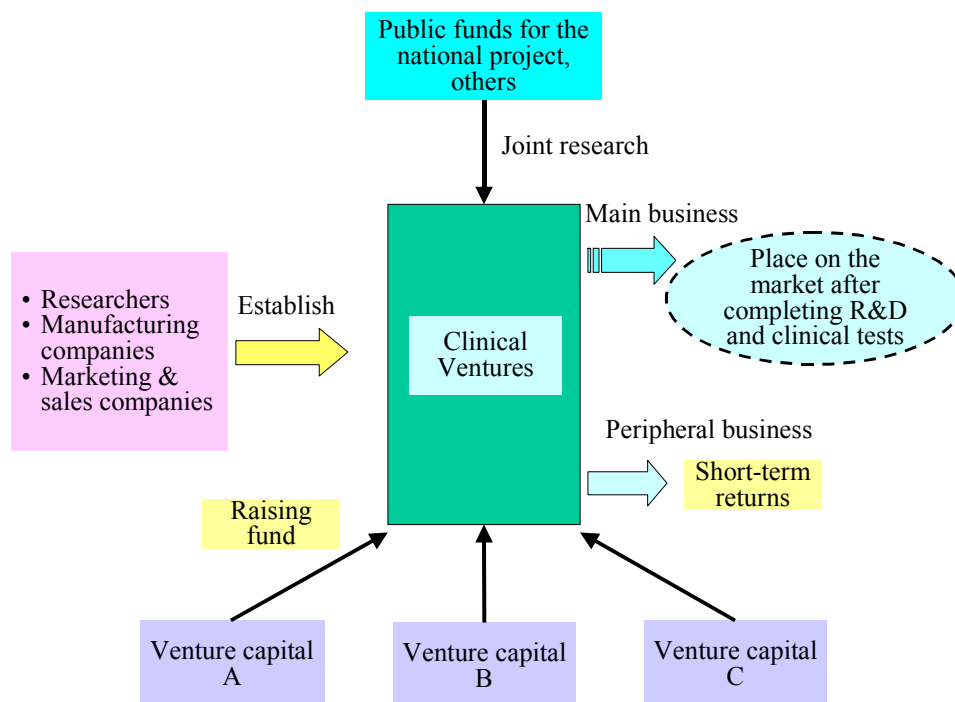 Public funds for the
national project,
others
Joint research
Main business
Place on the
market after
completing R&D
and clinical tests
• Researchers
• Manufacturing
companies
• Marketing &
sales companies
Establish
Clinical
Ventures
Peripheral business
Short-term
returns
Raising
fund
Venture capital
A
Venture capital
B
Venture capital
C